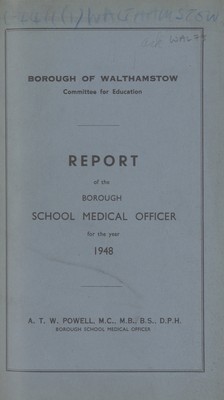 WALTHAMSTOW
BOROUGH OF WALTHAMSTOW
Committee for Education
REPORT
of the
BOROUGH
SCHOOL MEDICAL OFFICER
for the year
1948
A. T. W. POWELL, M.C., M.B., B.S., D.P.H.
BOROUGH SCHOOL MEDICAL OFFICER